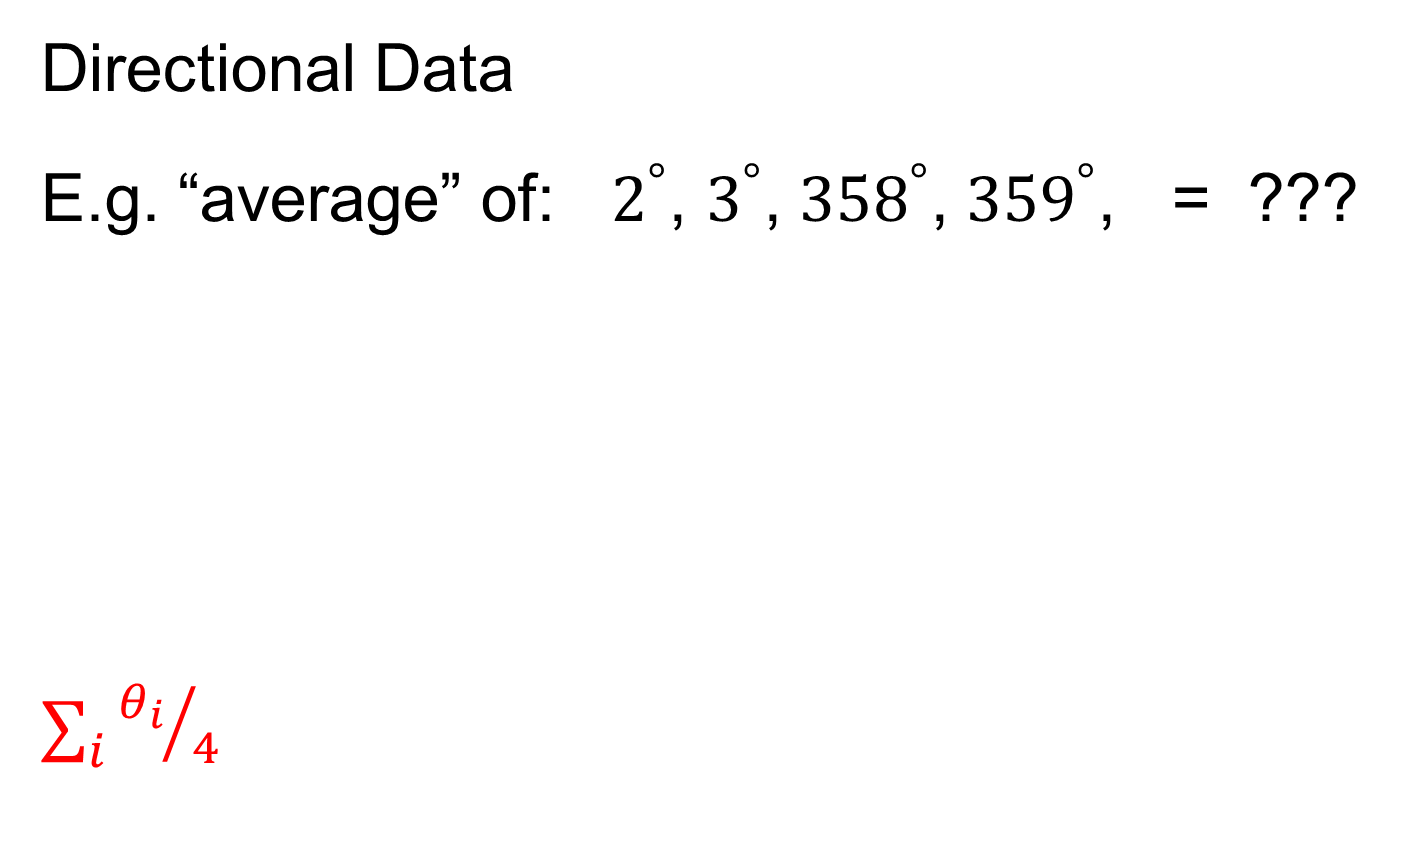 Directional Data
E.g. “average” of: 2°, 3°, 358°, 359°, = ???
∑ᵢ θᵢ/4